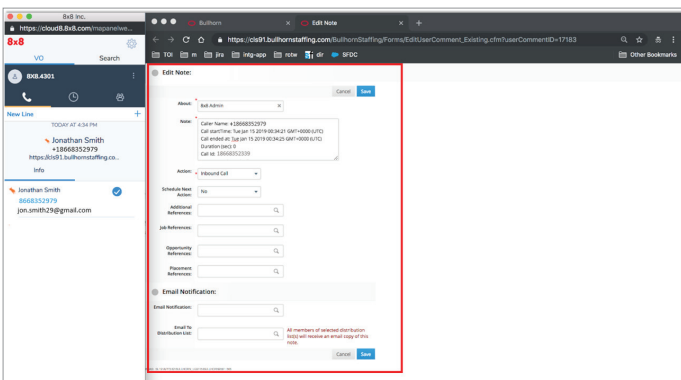 8x8 Inc.
https://cloud8.8x8.com/mapanel/we...
8x8
VO
Search
8X8.4301
New Line
+
TODAY AT 4:34 PM
Jonathan Smith
+18668352979
https://cls91.bullhornstaffing.co...
Info
Jonathan Smith
8668352979
jon.smith29@gmail.com
Bullhorn
×
Edit Note
×
+
https://cls91.bullhornstaffing.com/BullhornStaffing/Forms/EditUserComment_Existing.cfm?userCommentID=17183
TOI
m
jira
intg-app
rotw
dir
SFDC
Other Bookmarks
Edit Note:
Cancel
Save
About:
8x8 Admin
×
Note:
Caller Name: +18668352979
Call startTime: Tue Jan 15 2019 00:34:21 GMT+0000 (UTC)
Call ended at: Tue Jan 15 2019 00:34:25 GMT+0000 (UTC)
Duration (sec): 0
Call Id: 18668352339
Action:
Inbound Call
Schedule Next
Action:
No
Additional
References:
Job References:
Opportunity
References:
Placement
References:
Email Notification:
Email Notification:
Email To
Distribution List:
All members of selected distribution
list(s) will receive an email copy of this
note.
Cancel
Save